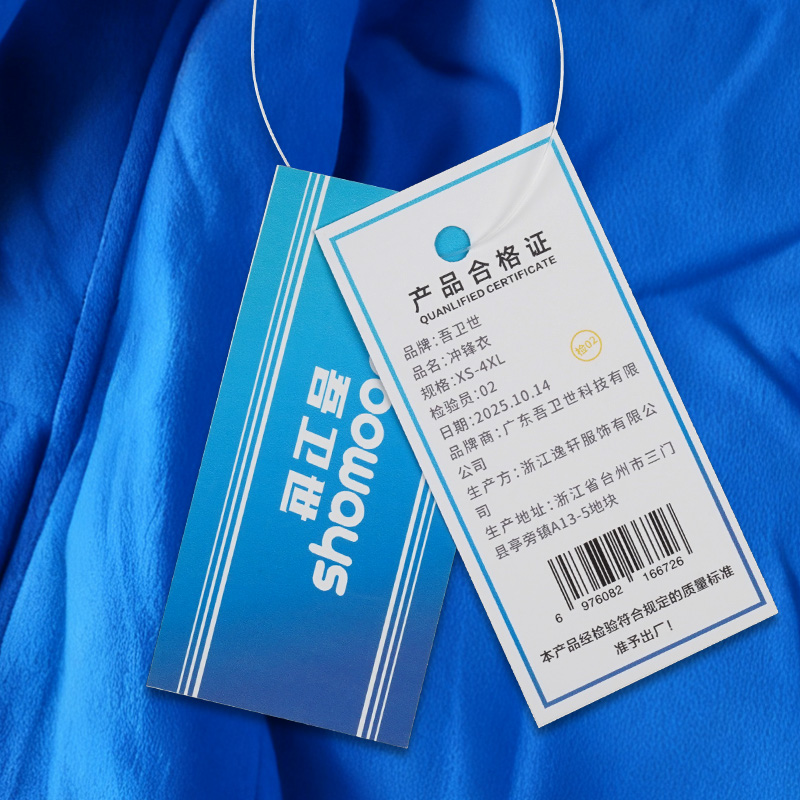 吾卫世
shamoo
产品合格证
QUANLIFIED CERTIFICATE
品牌:吾卫世
品名:冲锋衣
规格:XS-4XL
检验员:02
检02
日期:2025.10.14
品牌商:广东吾卫世科技有限
公司
生产方:浙江逸轩服饰有限公
司
生产地址:浙江省台州市三门
县亭旁镇A13-5地块
6 976082 166726
本产品经检验符合规定的质量标准
准予出厂!